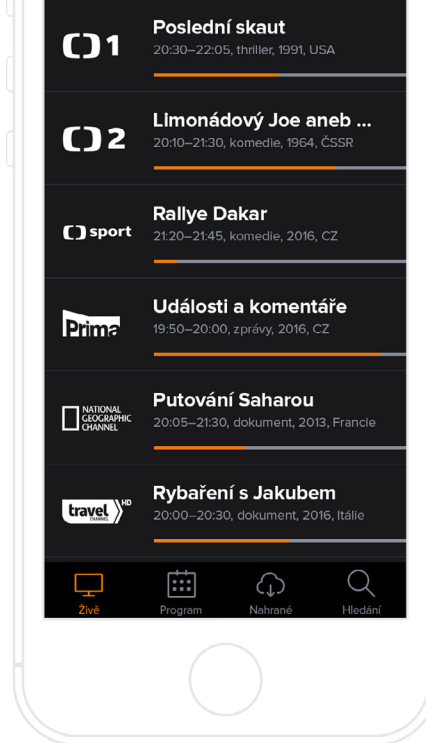 1
Poslední skaut
20:30–22:05, thriller, 1991, USA
2
Limonádový Joe aneb ...
20:10–21:30, komedie, 1964, ČSSR
sport
Rallye Dakar
21:20–21:45, komedie, 2016, CZ
Prima
Události a komentáře
19:50–20:00, zprávy, 2016, CZ
NATIONAL
GEOGRAPHIC
CHANNEL
Putování Saharou
20:05–21:30, dokument, 2013, Francie
travel HD
CHANNEL
Rybaření s Jakubem
20:00–20:30, dokument, 2016, Itálie
Živě Program Nahrané Hledání